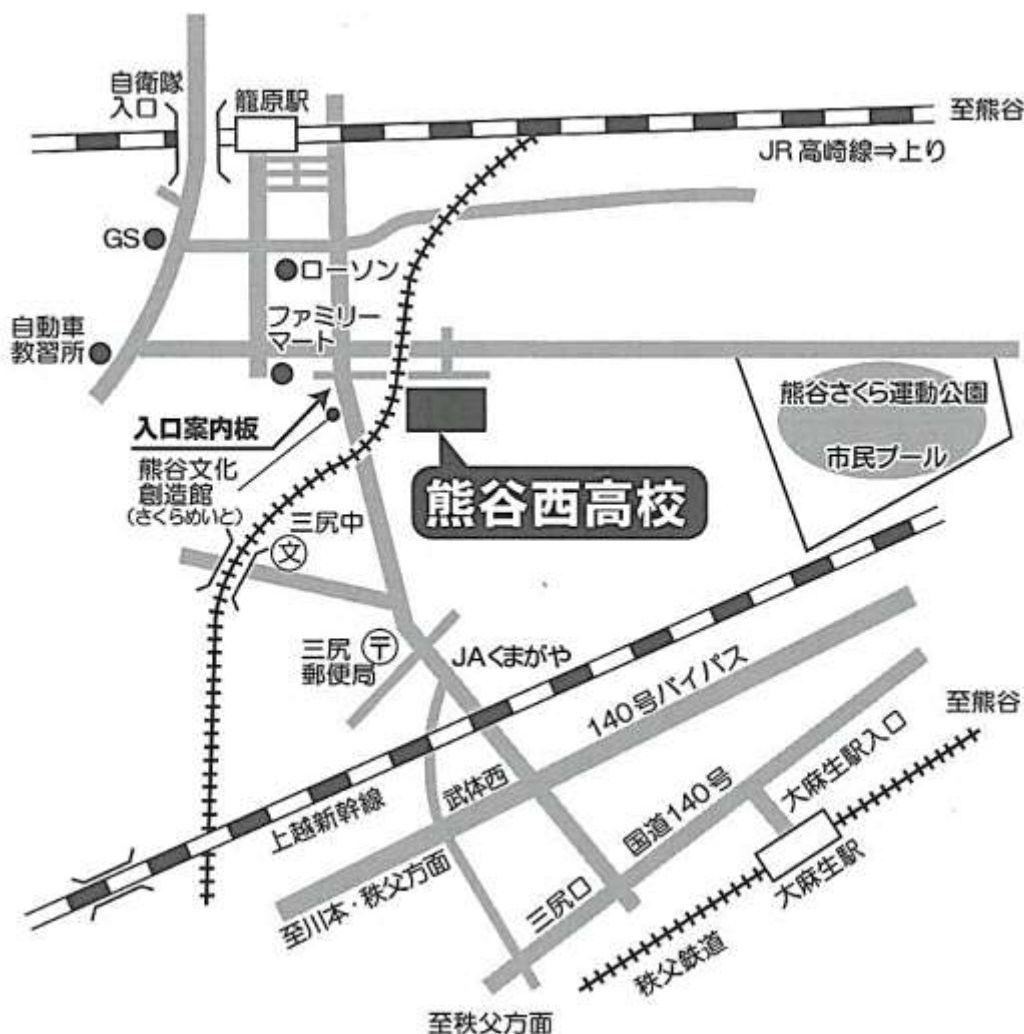 自衛隊
入口
籠原駅
至熊谷
JR高崎線⇒上り
GS
ローソン
ファミリー
マート
自動車
教習所
熊谷さくら運動公園
市民プール
入口案内板
熊谷文化
創造館
(さくらめいと)
熊谷西高校
三尻中
文
三尻
郵便局
〒
JAくまがや
140号バイパス
至熊谷
武体西
上越新幹線
国道140号
大麻生駅入口
至川本・秩父方面
三尻口
大麻生駅
秩父鉄道
至秩父方面